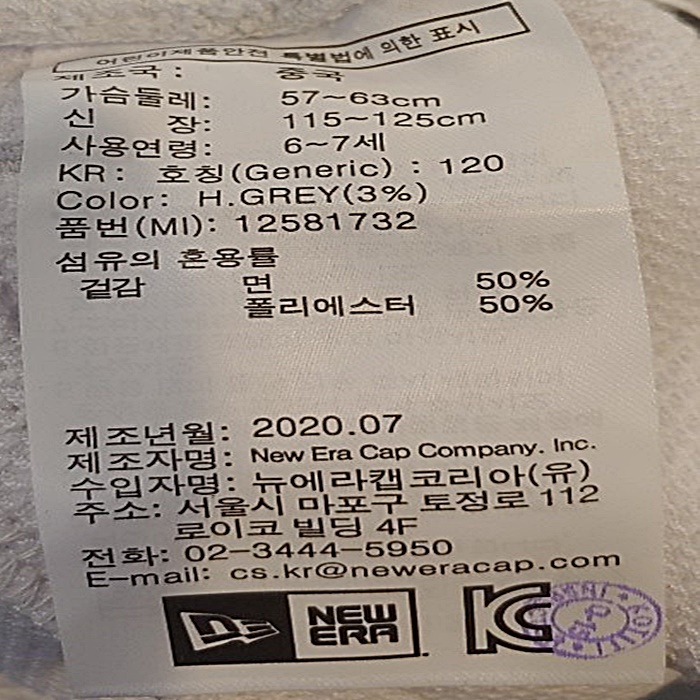 어린이제품안전 특별법에 의한 표시
제조국: 중국
가슴둘레: 57~63cm
신 장: 115~125cm
사용연령: 6~7세
KR: 호칭(Generic) : 120
Color: H.GREY(3%)
품번(MI): 12581732
섬유의 혼용률
겉감 면 50%
폴리에스터 50%
제조년월: 2020.07
제조자명: New Era Cap Company. Inc.
수입자명: 뉴에라캡코리아(유)
주소: 서울시 마포구 토정로 112
로이코 빌딩 4F
전화: 02-3444-5950
E-mail: cs.kr@neweracap.com
NEW ERA